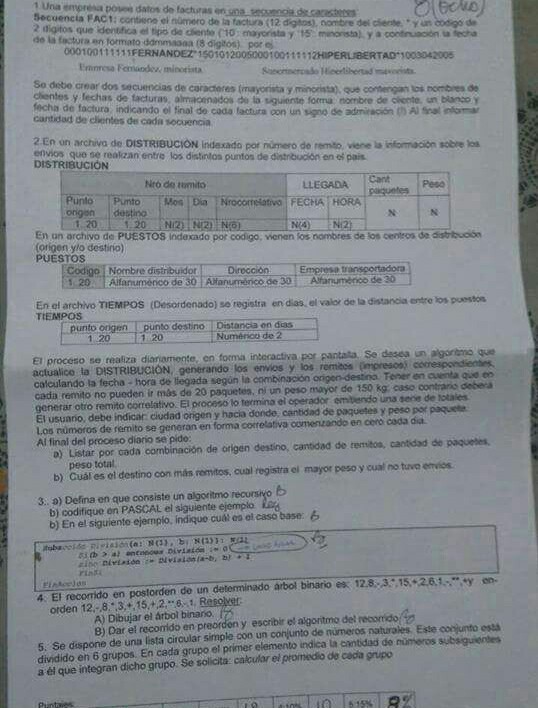 1 Una empresa posee datos de facturas en una secuencia de caracteres
Secuencia FAC1: contiene el número de la factura (12 dígitos), nombre del cliente, * y un código de
2 dígitos que identifica el tipo de cliente ('10': mayorista y '15': minorista), y a continuación la fecha
de la factura en formato ddmmaaaa (8 dígitos). por ej.
000100111111FERNANDEZ*1501012005000100111112HIPERLIBERTAD*1003042005
Empresa Fernández, minorista Supermercado Hiperlibertad mayorista.
Se debe crear dos secuencias de caracteres (mayorista y minorista), que contengan los nombres de
clientes y fechas de facturas, almacenados de la siguiente forma: nombre de cliente, un blanco y
fecha de factura, indicando el final de cada factura con un signo de admiración (!) Al final informar
cantidad de clientes de cada secuencia.
2.En un archivo de DISTRIBUCIÓN indexado por número de remito, viene la información sobre los
envíos que se realizan entre los distintos puntos de distribución en el país.
DISTRIBUCIÓN
Nro de remito LLEGADA Cant paquetes Peso
Punto origen Punto destino Mes Dia Nrocorrelativo FECHA HORA N N
1..20 1..20 N(2) N(2) N(6) N(4) N(2)
En un archivo de PUESTOS indexado por codigo, vienen los nombres de los centros de distribución
(origen y/o destino)
PUESTOS
Codigo Nombre distribuidor Dirección Empresa transportadora
1..20 Alfanumérico de 30 Alfanumérico de 30 Alfanumérico de 30
En el archivo TIEMPOS (Desordenado) se registra en días, el valor de la distancia entre los puestos
TIEMPOS
punto origen punto destino Distancia en días
1..20 1..20 Numérico de 2
El proceso se realiza diariamente, en forma interactiva por pantalla. Se desea un algoritmo que
actualice la DISTRIBUCIÓN, generando los envíos y los remitos (impresos) correspondientes,
calculando la fecha - hora de llegada según la combinación origen-destino. Tener en cuenta que en
cada remito no pueden ir más de 20 paquetes, ni un peso mayor de 150 kg; caso contrario deberá
generar otro remito correlativo. El proceso lo termina el operador emitiendo una serie de totales.
El usuario, debe indicar: ciudad origen y hacia donde, cantidad de paquetes y peso por paquete.
Los números de remito se generan en forma correlativa comenzando en cero cada día.
Al final del proceso diario se pide:
a) Listar por cada combinación de origen destino, cantidad de remitos, cantidad de paquetes,
peso total.
b) Cuál es el destino con más remitos, cual registra el mayor peso y cual no tuvo envíos.
3.. a) Defina en que consiste un algoritmo recursivo B
b) codifique en PASCAL el siguiente ejemplo
b) En el siguiente ejemplo, indique cuál es el caso base:
Subacción División(a: N(3), b: N(3)): N(3)
Si (b > a) entonces División := 0
sino División := División(a-b, b) + 1
FinSi
FinAccion
4. El recorrido en postorden de un determinado árbol binario es: 12,8,-,3,*,15,+,2,6,1,-,**,+y en-
orden 12,-,8,*,3,+,15,+,2,**,6,-,1. Resolver:
A) Dibujar el árbol binario.
B) Dar el recorrido en preorden y escribir el algoritmo del recorrido
5. Se dispone de una lista circular simple con un conjunto de números naturales. Este conjunto está
dividido en 6 grupos. En cada grupo el primer elemento indica la cantidad de números subsiguientes
a él que integran dicho grupo. Se solicita: calcular el promedio de cada grupo
Puntajes